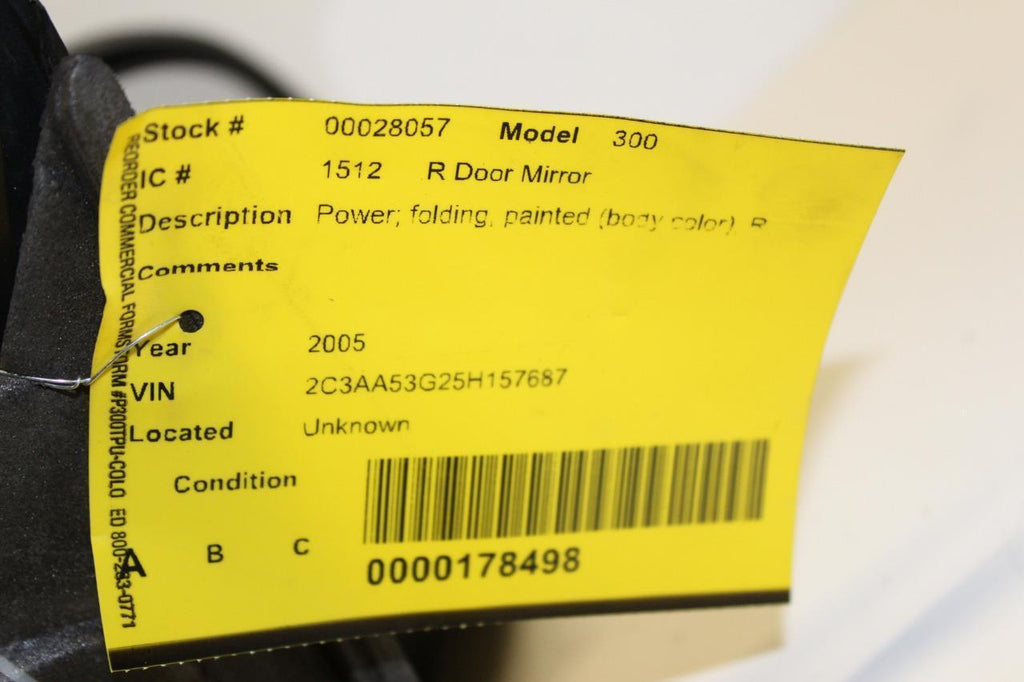 Stock # 00028057 Model 300
IC # 1512 R Door Mirror
Description Power; folding, painted (body color), R
Comments
Year 2005
VIN 2C3AA53G25H157687
Located Unknown
Condition
A B C
0000178498
REORDER COMMERCIAL FORMS FORM #P300TPU-COLO ED 800-233-0771